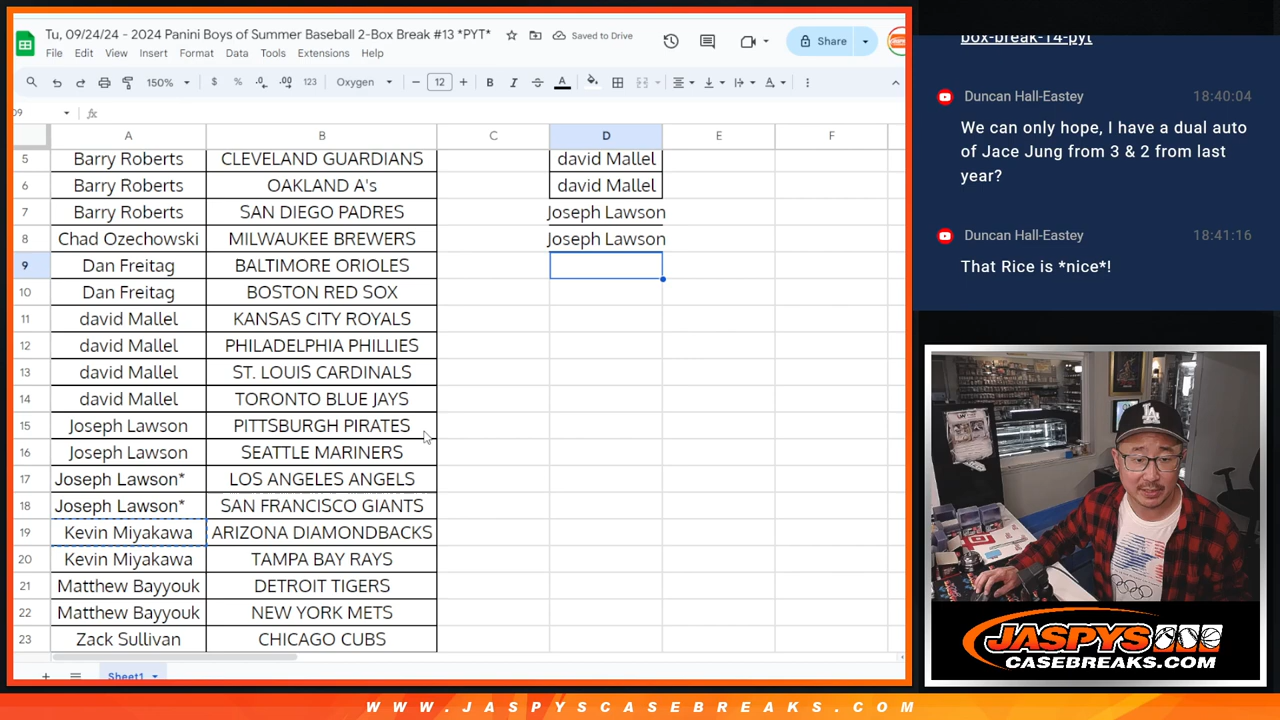 Tu, 09/24/24 - 2024 Panini Boys of Summer Baseball 2-Box Break #13 *PYT*
Saved to Drive
Share
File Edit View Insert Format Data Tools Extensions Help
150% $ % .0 .00 123 Oxygen 12 B I A A
09 fx
A B C D E F
5 Barry Roberts CLEVELAND GUARDIANS david Mallel
6 Barry Roberts OAKLAND A's david Mallel
7 Barry Roberts SAN DIEGO PADRES Joseph Lawson
8 Chad Ozechowski MILWAUKEE BREWERS Joseph Lawson
9 Dan Freitag BALTIMORE ORIOLES
10 Dan Freitag BOSTON RED SOX
11 david Mallel KANSAS CITY ROYALS
12 david Mallel PHILADELPHIA PHILLIES
13 david Mallel ST. LOUIS CARDINALS
14 david Mallel TORONTO BLUE JAYS
15 Joseph Lawson PITTSBURGH PIRATES
16 Joseph Lawson SEATTLE MARINERS
17 Joseph Lawson* LOS ANGELES ANGELS
18 Joseph Lawson* SAN FRANCISCO GIANTS
19 Kevin Miyakawa ARIZONA DIAMONDBACKS
20 Kevin Miyakawa TAMPA BAY RAYS
21 Matthew Bayyouk DETROIT TIGERS
22 Matthew Bayyouk NEW YORK METS
23 Zack Sullivan CHICAGO CUBS
Sheet1
box-break-14-pyt
Duncan Hall-Eastey 18:40:04
We can only hope, I have a dual auto
of Jace Jung from 3 & 2 from last
year?
Duncan Hall-Eastey 18:41:16
That Rice is *nice*!
LA
JASPYS
CASEBREAKS.COM
WWW.JASPYSCASEBREAKS.COM